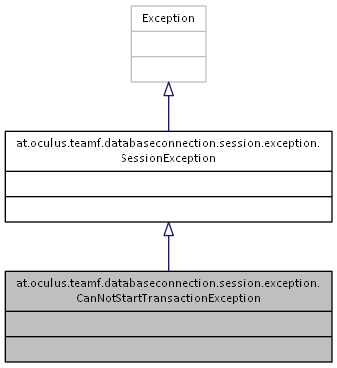 Exception
at.oculus.teamf.databaseconnection.session.exception.
SessionException
at.oculus.teamf.databaseconnection.session.exception.
CanNotStartTransactionException